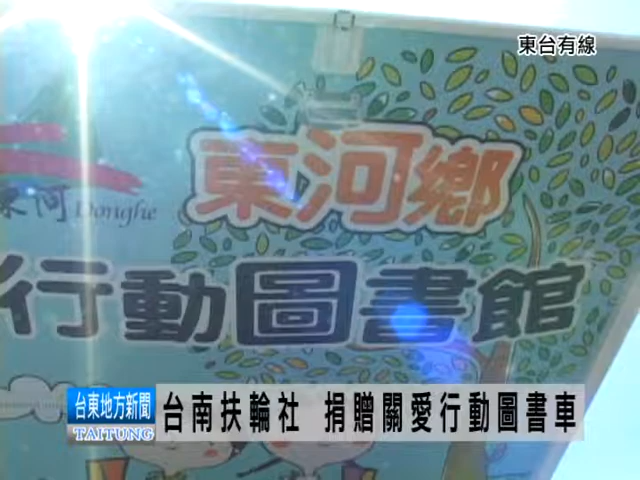 東台有線
東河鄉
東河 Donghe
行動圖書館
台東地方新聞
TAITUNG
台南扶輪社 捐贈關愛行動圖書車